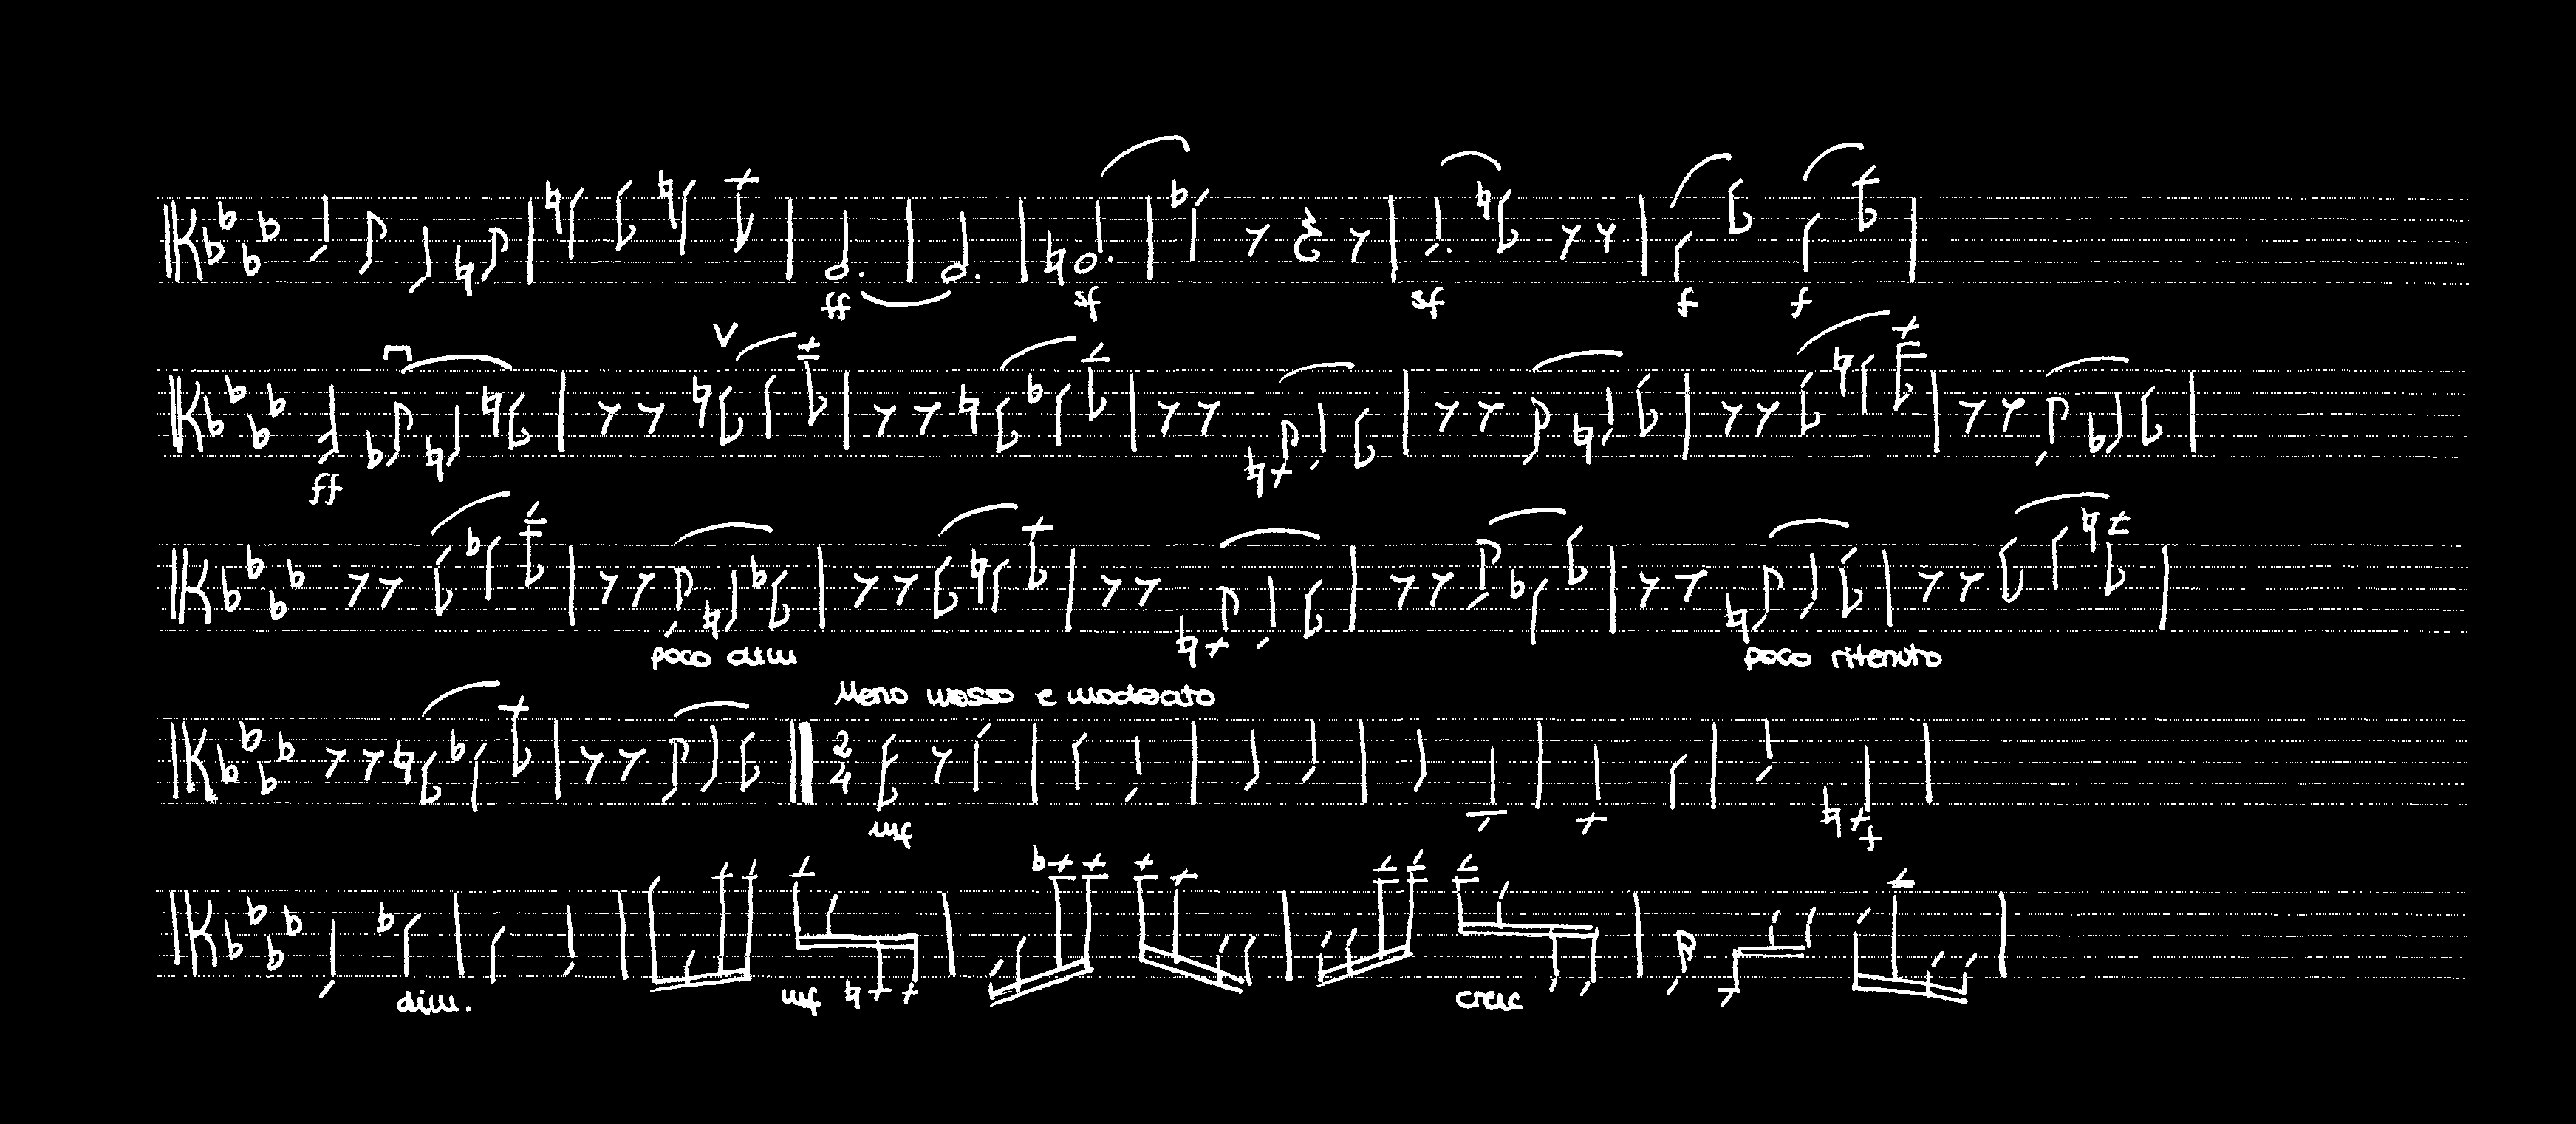 ff sf sf f f
V
ff
poco dim poco ritenuto
Meno mosso e moderato
2
4
mf f
dim. mf cresc